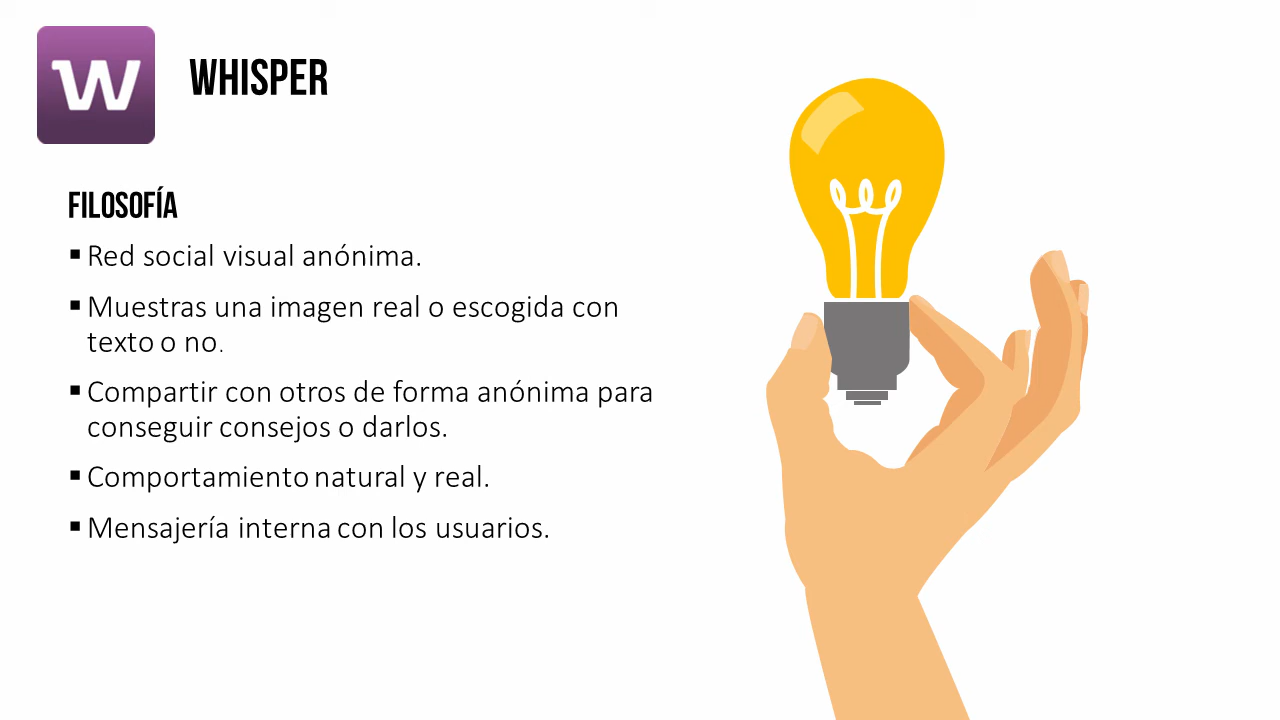 W
WHISPER
FILOSOFÍA
▪ Red social visual anónima.
▪ Muestras una imagen real o escogida con
texto o no.
▪ Compartir con otros de forma anónima para
conseguir consejos o darlos.
▪ Comportamiento natural y real.
▪ Mensajería interna con los usuarios.